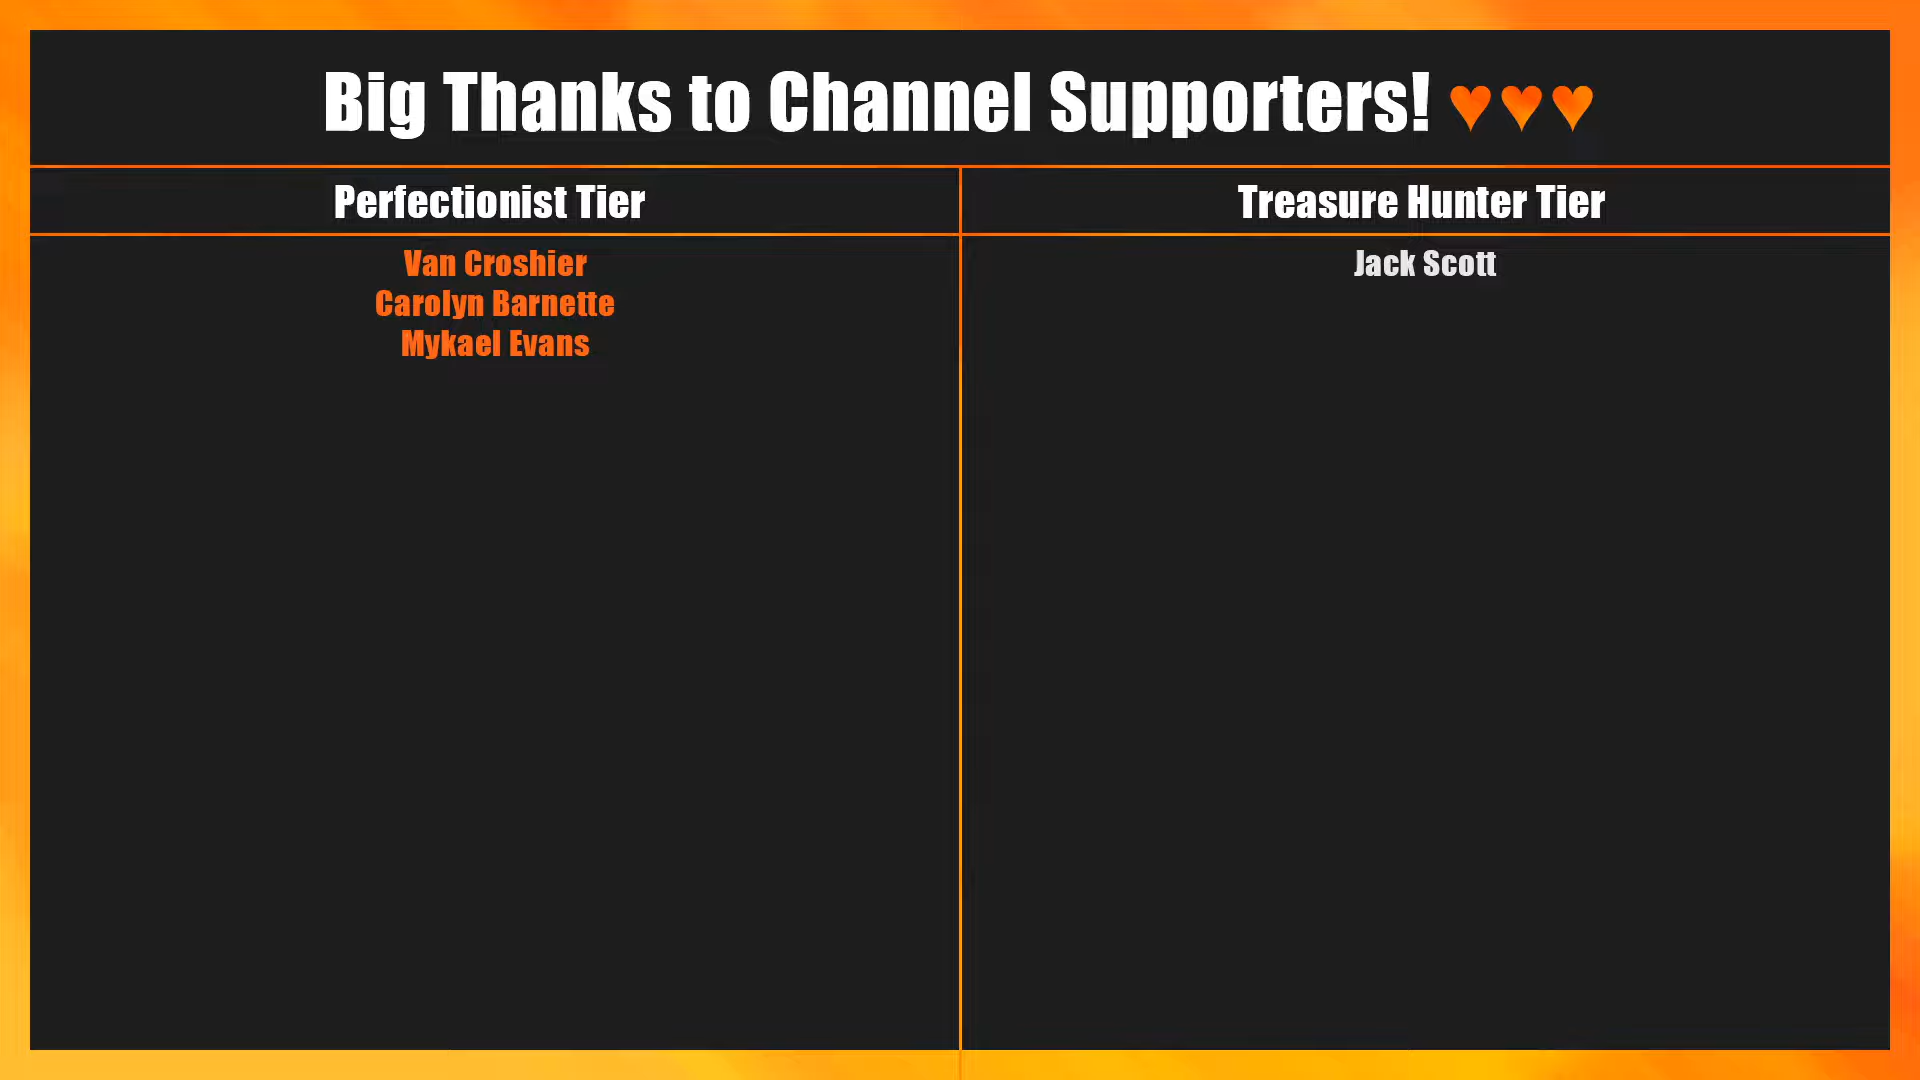 Big Thanks to Channel Supporters! ♥♥♥
Perfectionist Tier
Van Croshier
Carolyn Barnette
Mykael Evans
Treasure Hunter Tier
Jack Scott